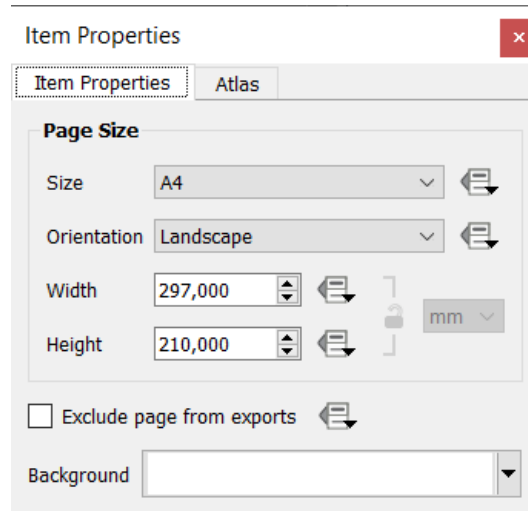 Item Properties
Item Properties Atlas
Page Size
Size A4
Orientation Landscape
Width 297,000
mm
Height 210,000
Exclude page from exports
Background